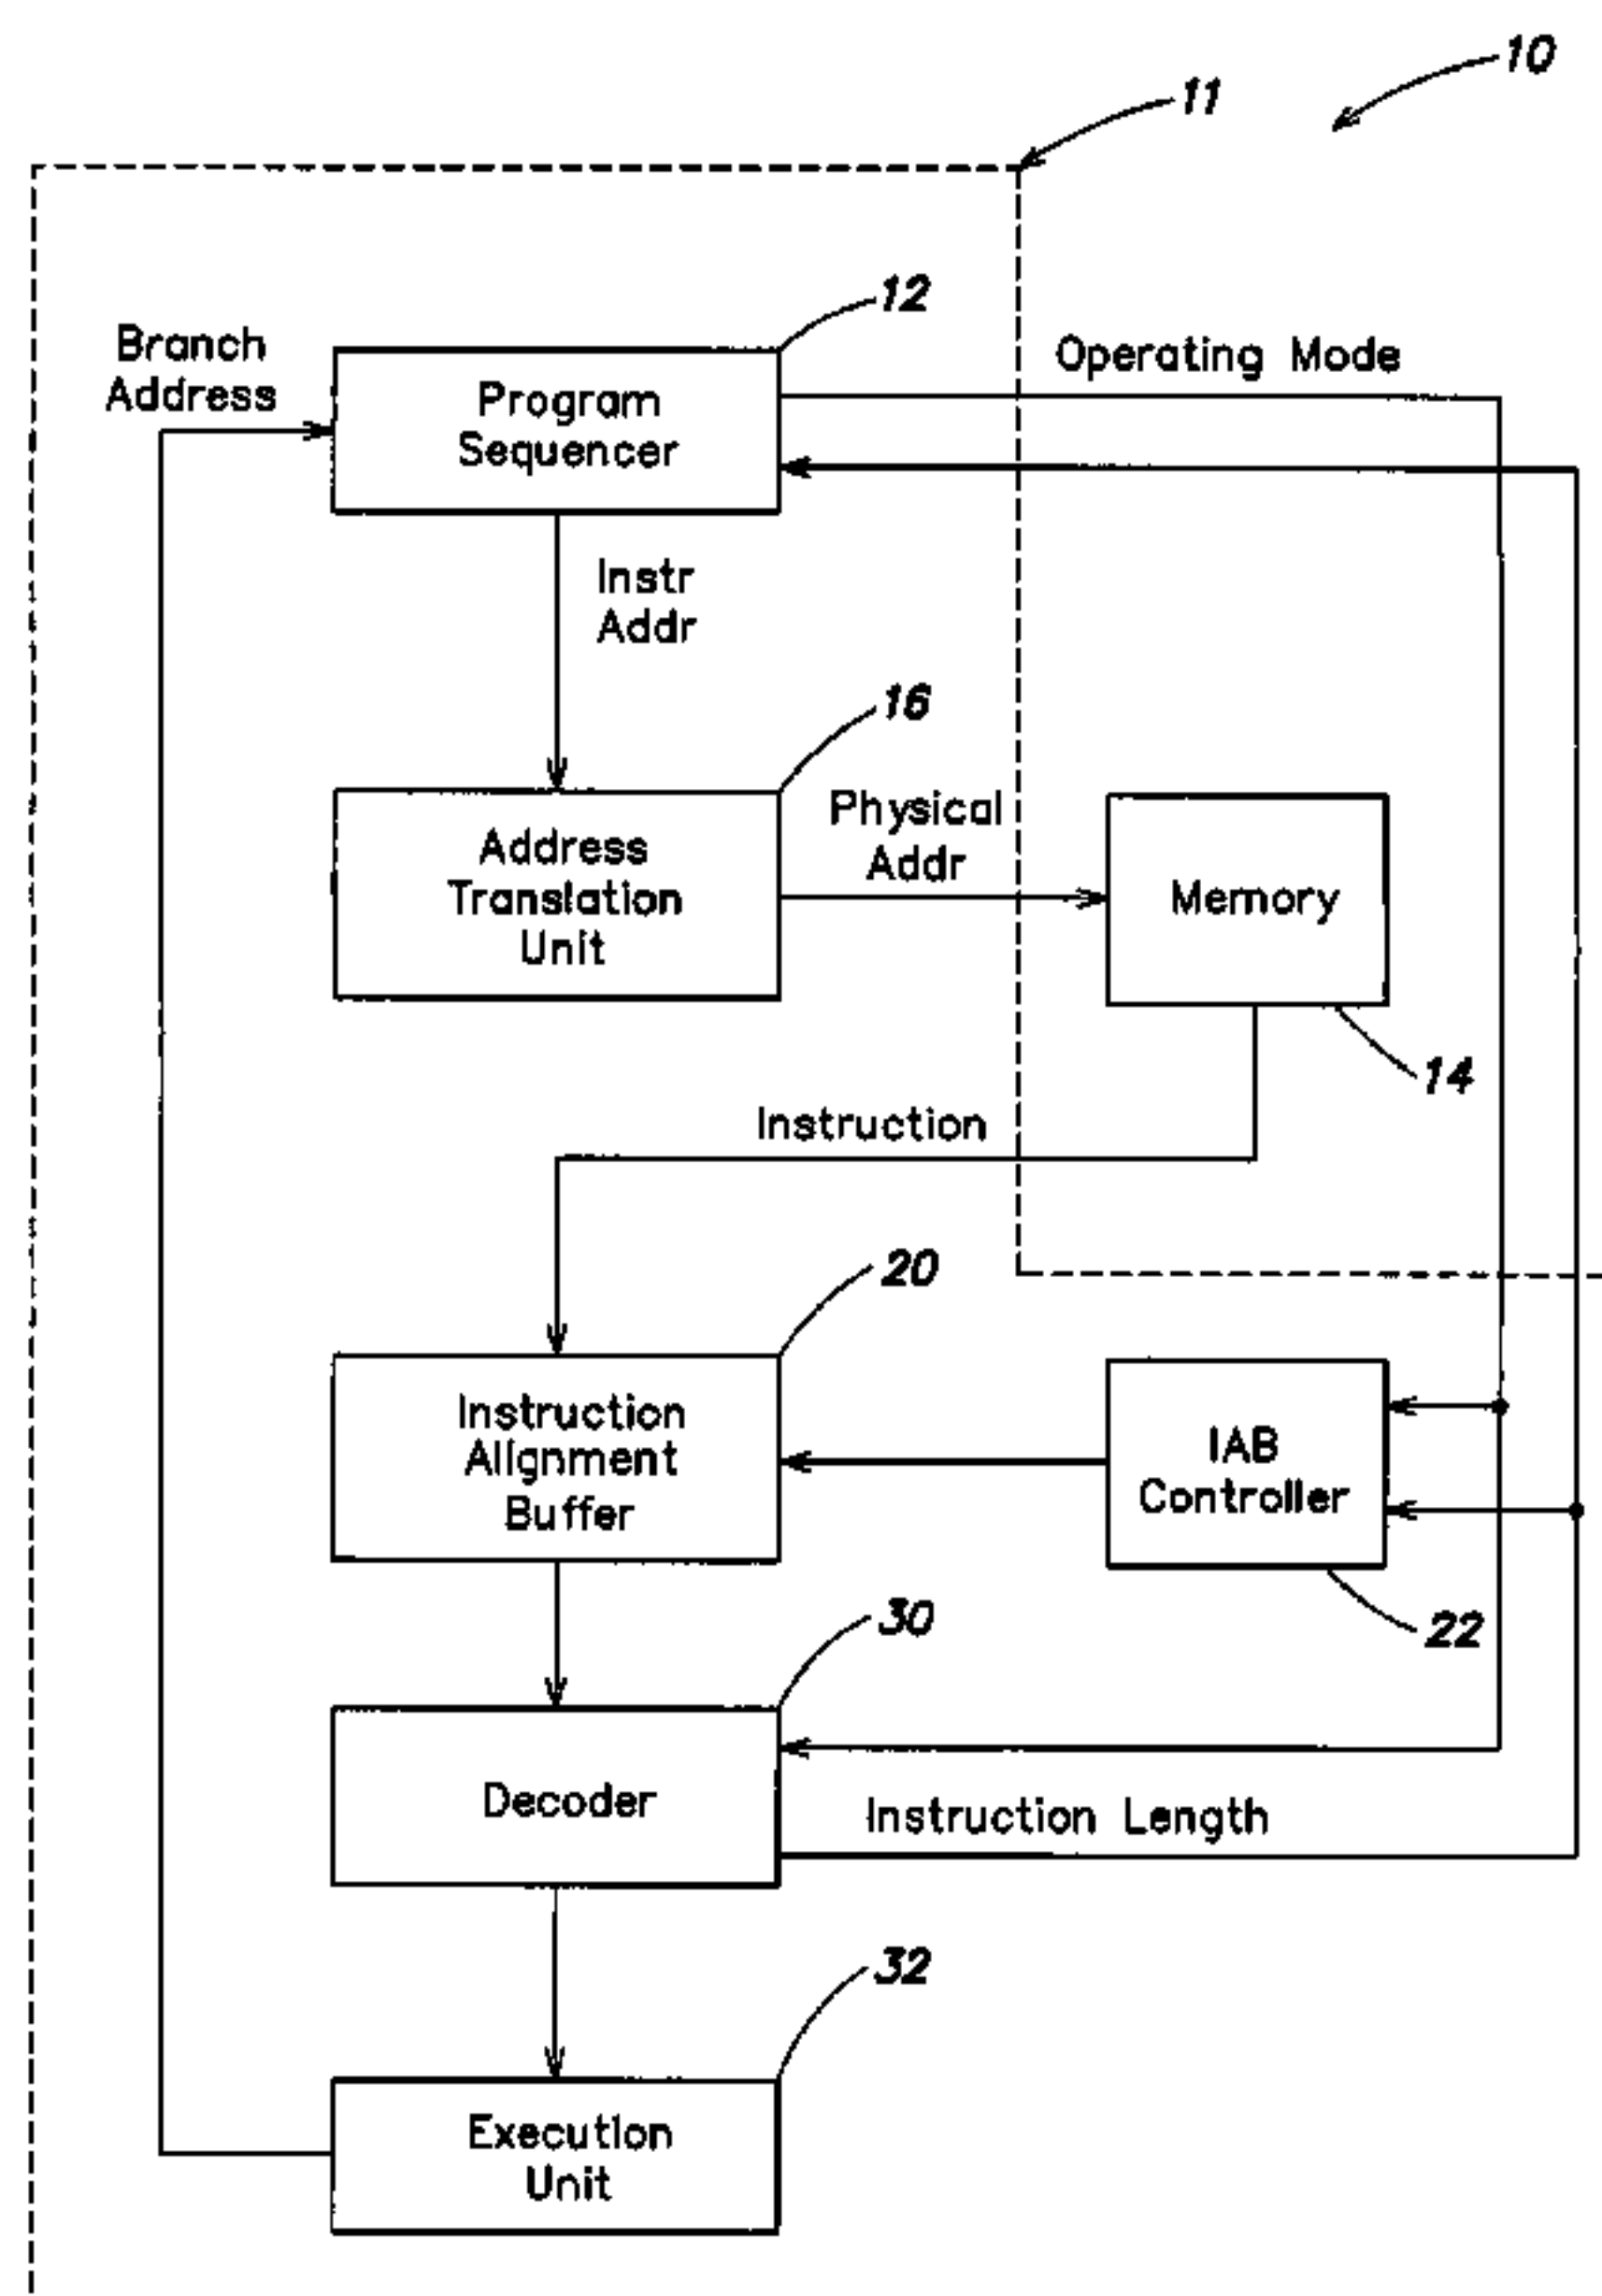 10
11
12
Branch
Address
Program
Sequencer
Operating Mode
Instr
Addr
16
Address
Translation
Unit
Physical
Addr
Memory
14
Instruction
20
Instruction
Alignment
Buffer
IAB
Controller
22
30
Decoder
Instruction Length
32
Execution
Unit